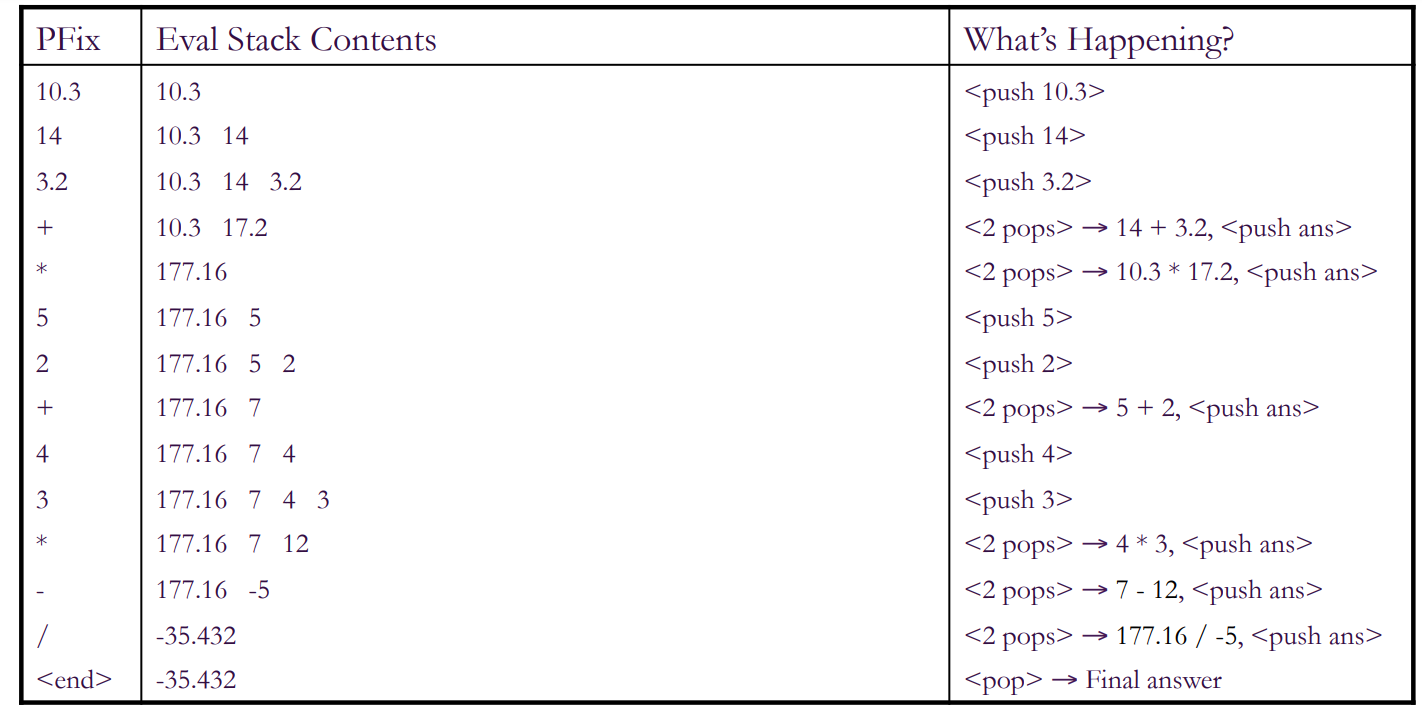 PFix Eval Stack Contents What's Happening?
10.3 10.3 <push 10.3>
14 10.3 14 <push 14>
3.2 10.3 14 3.2 <push 3.2>
+ 10.3 17.2 <2 pops> → 14 + 3.2, <push ans>
* 177.16 <2 pops> → 10.3 * 17.2, <push ans>
5 177.16 5 <push 5>
2 177.16 5 2 <push 2>
+ 177.16 7 <2 pops> → 5 + 2, <push ans>
4 177.16 7 4 <push 4>
3 177.16 7 4 3 <push 3>
* 177.16 7 12 <2 pops> → 4 * 3, <push ans>
- 177.16 -5 <2 pops> → 7 - 12, <push ans>
/ -35.432 <2 pops> → 177.16 / -5, <push ans>
<end> -35.432 <pop> → Final answer